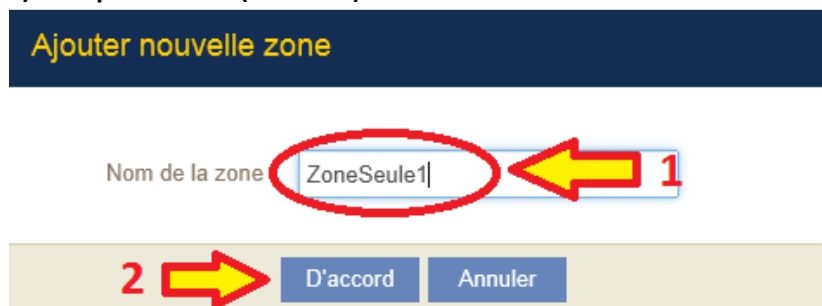 Ajouter nouvelle zone
Nom de la zone ZoneSeule1 1
2 D'accord Annuler